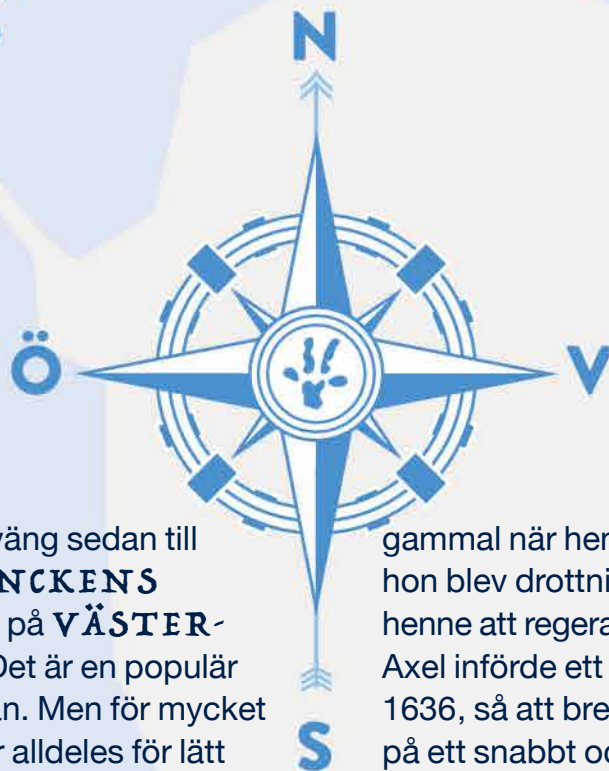 N
Ö
V
S
väng sedan till
NCKENS
på VÄSTER-
Det är en populär
n. Men för mycket
r alldeles för lätt
gammal när hen
hon blev drottni
henne att regera
Axel införde ett
1636, så att bre
på ett snabbt oc